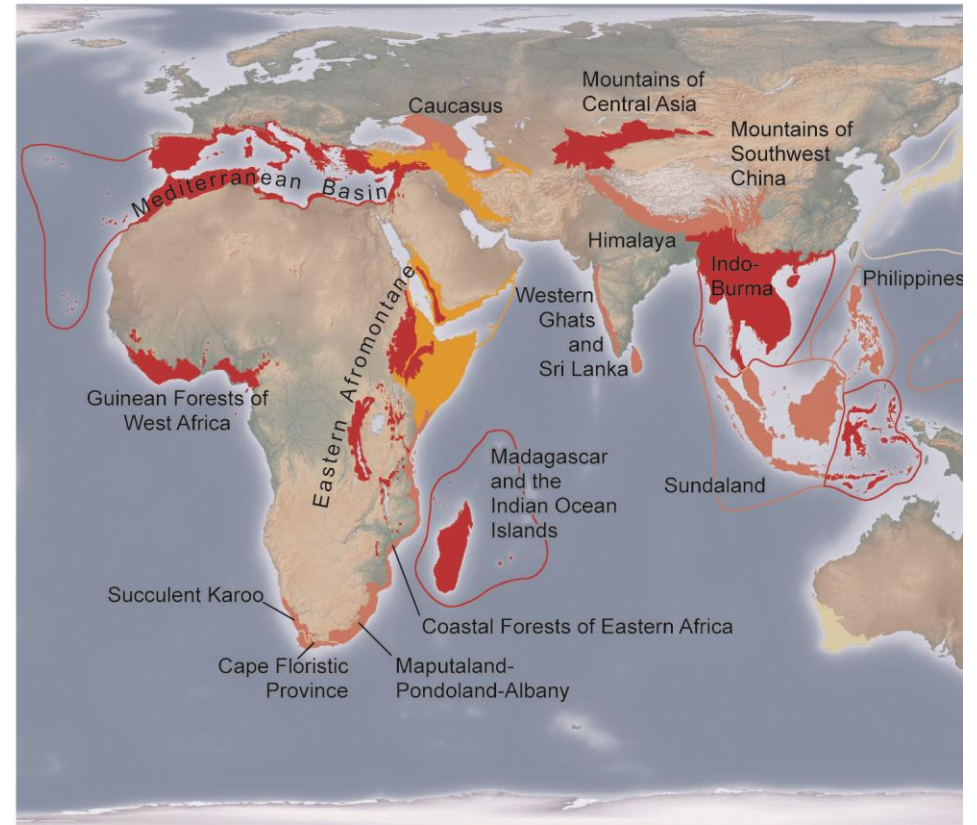 Caucasus
Mountains of
Central Asia
Mountains of
Southwest
China
Mediterranean Basin
Himalaya
Indo-
Burma
Philippines
Western
Ghats
and
Sri Lanka
Eastern Afromontane
Guinean Forests of
West Africa
Madagascar
and the
Indian Ocean
Islands
Sundaland
Succulent Karoo
Coastal Forests of Eastern Africa
Cape Floristic
Province
Maputaland-
Pondoland-Albany